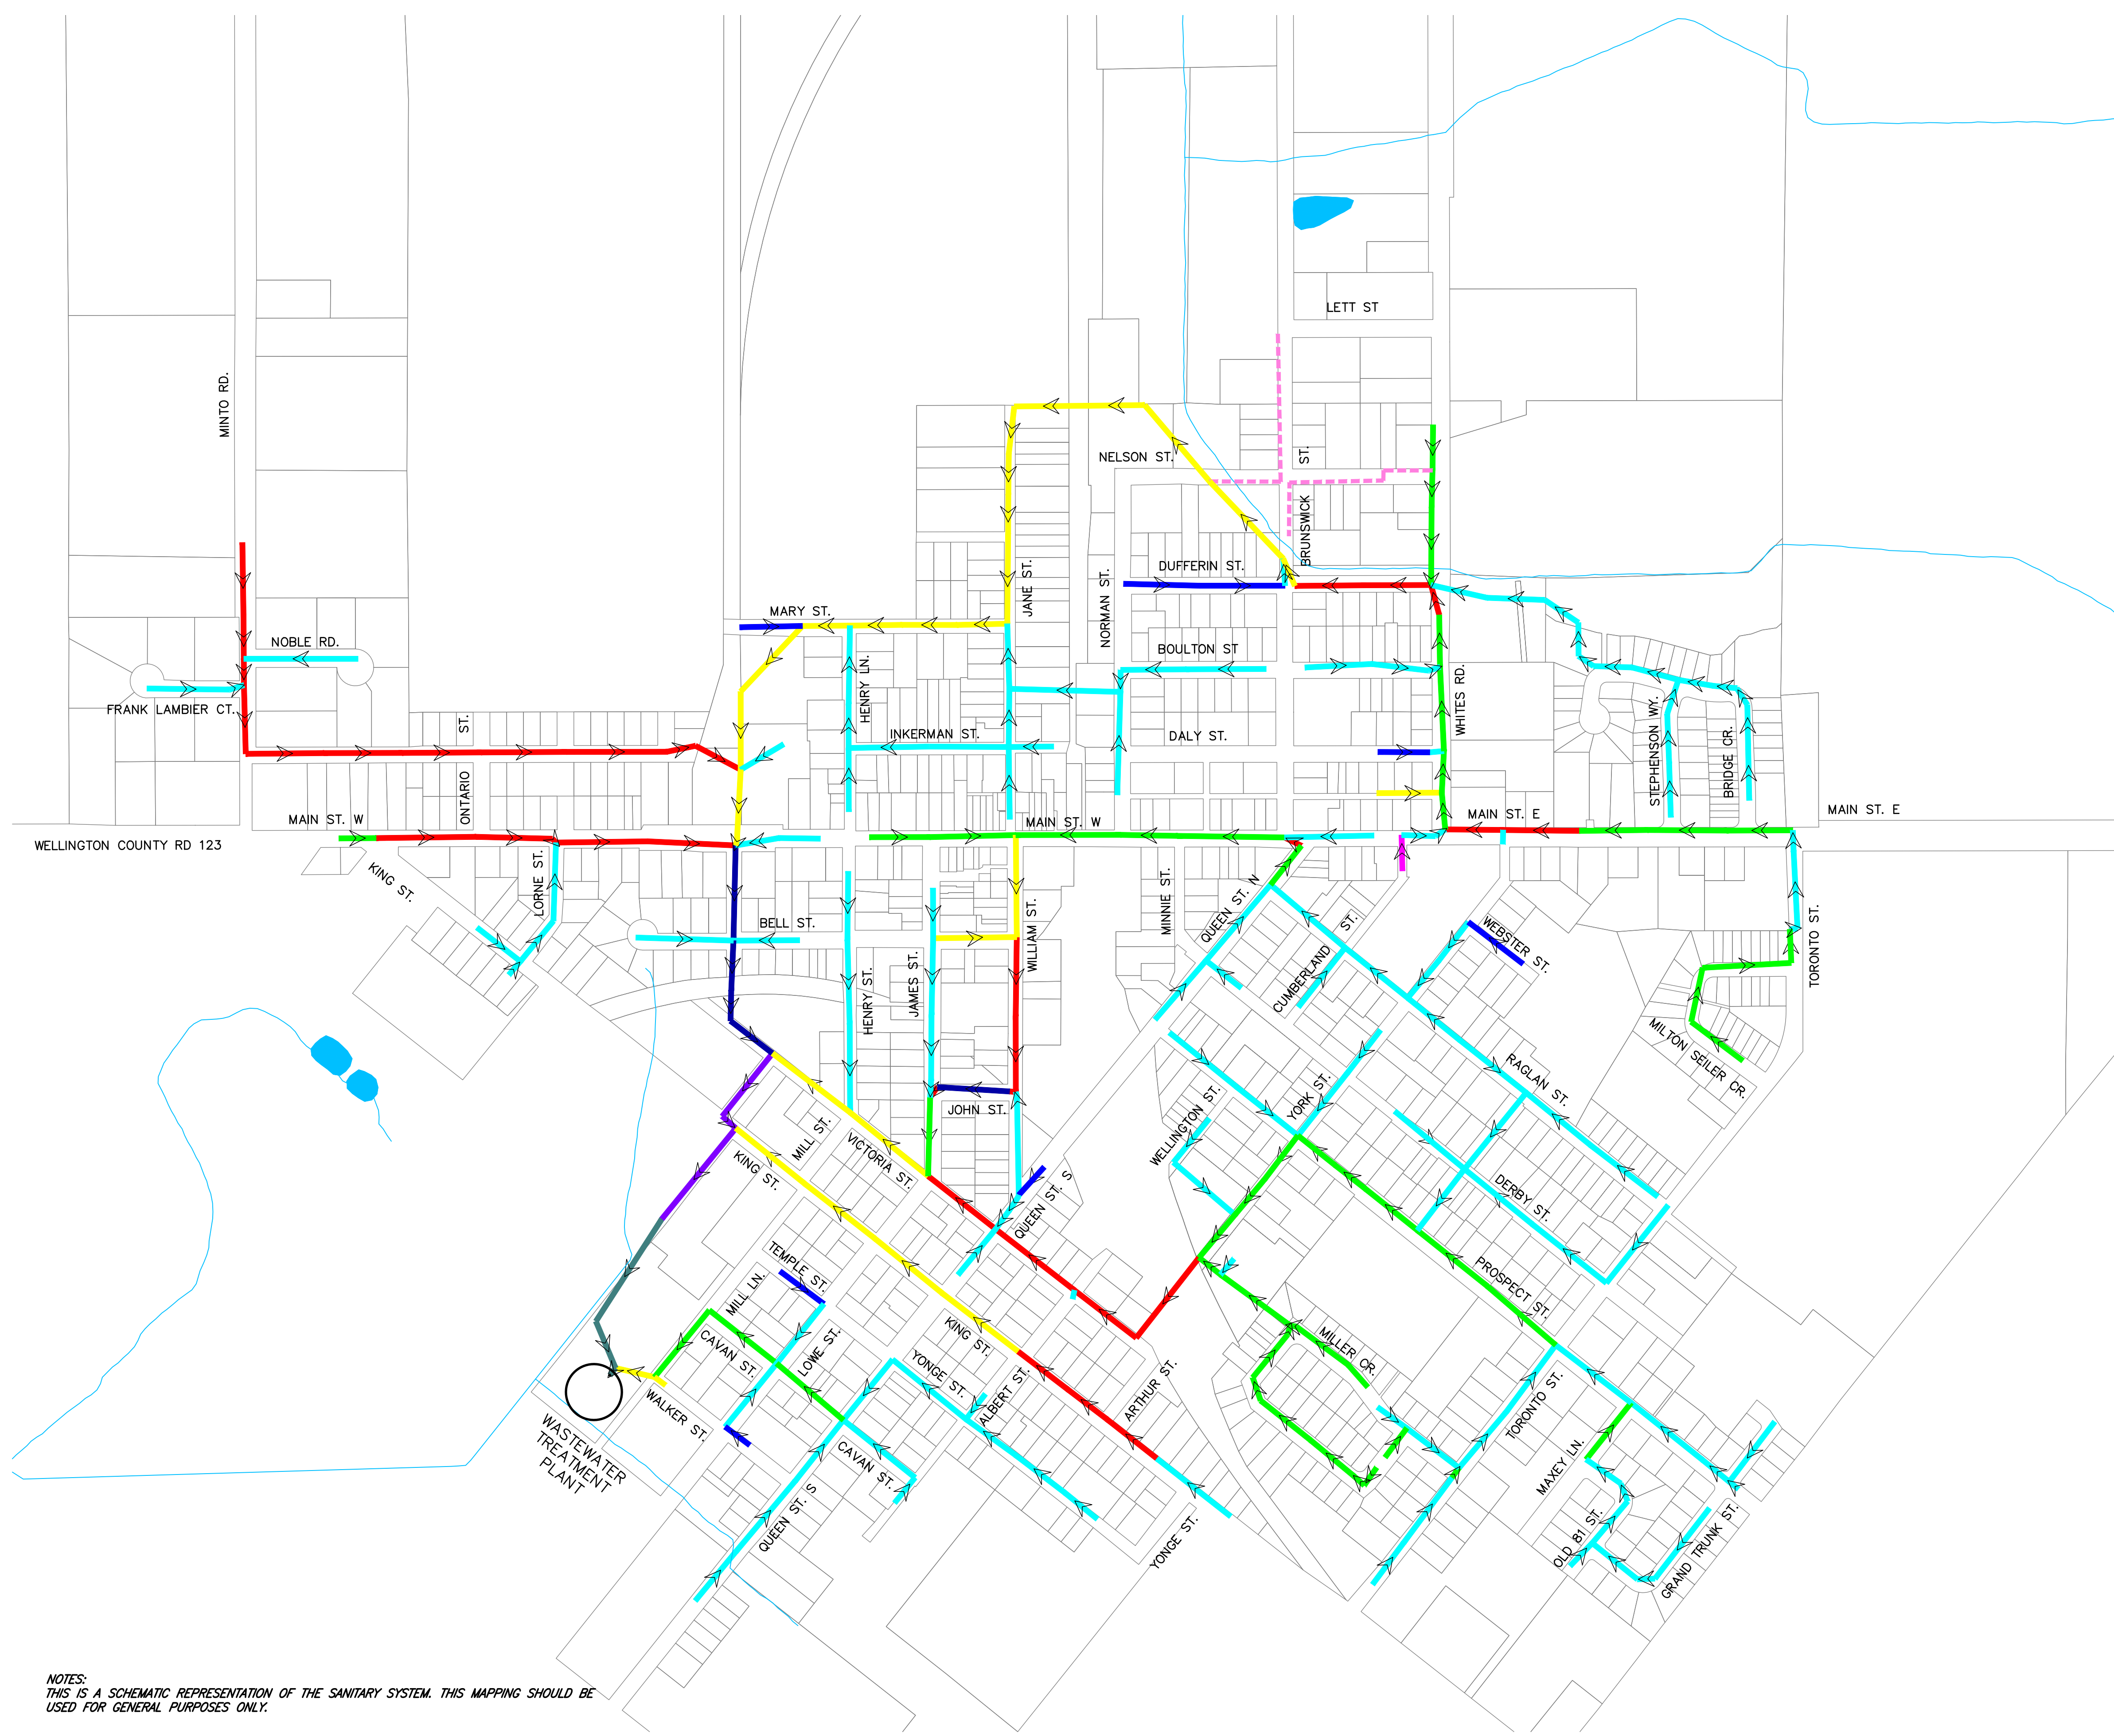 LETT ST
MINTO RD.
NELSON ST.
BRUNSWICK
ST.
DUFFERIN ST.
JANE ST.
NORMAN ST.
MARY ST.
NOBLE RD.
BOULTON ST
HENRY LN.
WHITES RD.
FRANK LAMBIER CT.
ONTARIO
ST.
INKERMAN ST.
DALY ST.
STEPHENSON WY.
BRIDGE CR.
MAIN ST. W
MAIN ST. W
MAIN ST. E
MAIN ST. E
WELLINGTON COUNTY RD 123
KING ST.
LORNE ST.
BELL ST.
WILLIAM ST.
MINNIE ST.
QUEEN ST. N
CUMBERLAND
ST.
WEBSTER ST.
TORONTO ST.
HENRY ST.
JAMES ST.
MILTON SEILER CR.
RAGLAN ST.
JOHN ST.
WELLINGTON ST.
YORK ST.
MILL ST.
VICTORIA ST.
KING ST.
QUEEN ST. S
DERBY ST.
PROSPECT ST.
TEMPLE ST.
MILL LN.
CAVAN ST.
LOWE ST.
KING ST.
YONGE ST.
ALBERT ST.
ARTHUR ST.
MILLER CR.
TORONTO ST.
WALKER ST.
CAVAN ST.
MAXEY LN.
WASTEWATER
TREATMENT
PLANT
QUEEN ST. S
YONGE ST.
OLD 81 ST.
GRAND TRUNK ST.
NOTES:
THIS IS A SCHEMATIC REPRESENTATION OF THE SANITARY SYSTEM. THIS MAPPING SHOULD BE
USED FOR GENERAL PURPOSES ONLY.